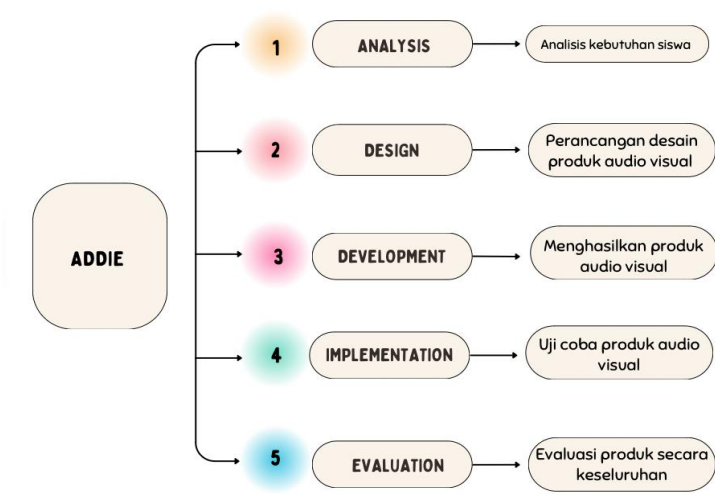 ADDIE
1
ANALYSIS
Analisis kebutuhan siswa
2
DESIGN
Perancangan desain
produk audio visual
3
DEVELOPMENT
Menghasilkan produk
audio visual
4
IMPLEMENTATION
Uji coba produk audio
visual
5
EVALUATION
Evaluasi produk secara
keseluruhan